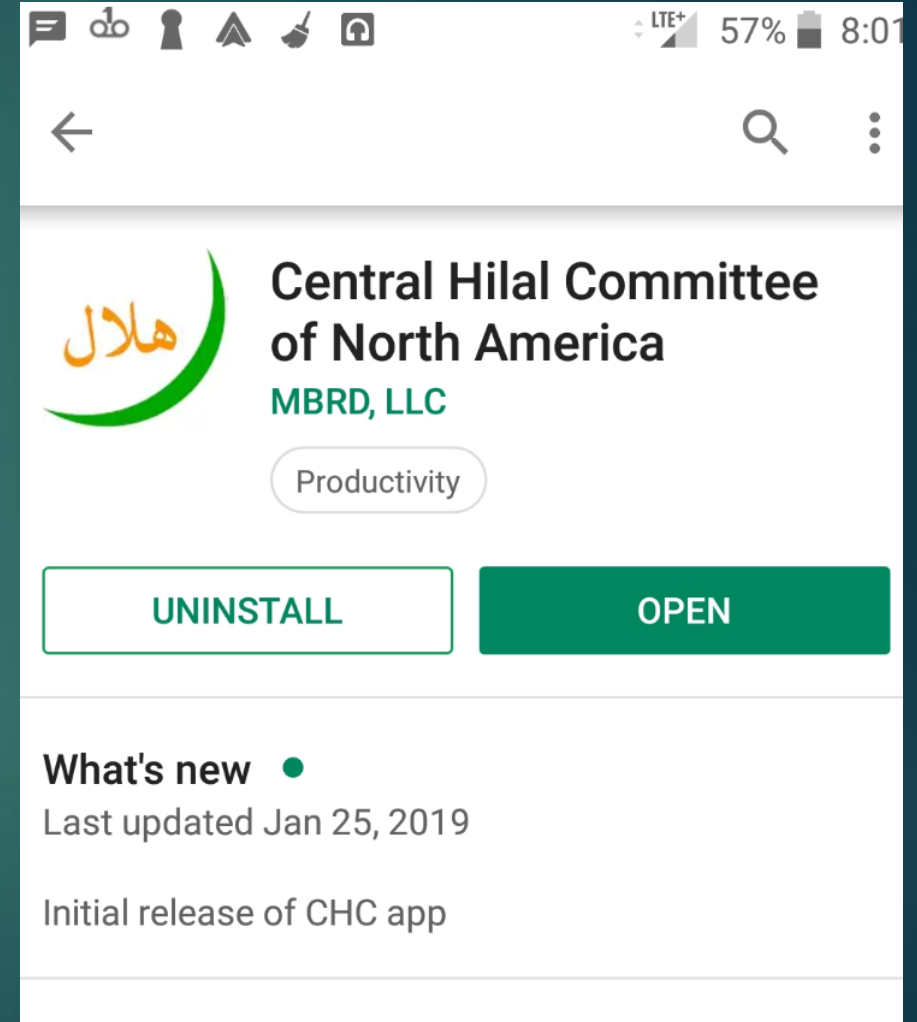 LTE+ 57% 8:01
هلال
Central Hilal Committee
of North America
MBRD, LLC
Productivity
UNINSTALL
OPEN
What's new
Last updated Jan 25, 2019
Initial release of CHC app